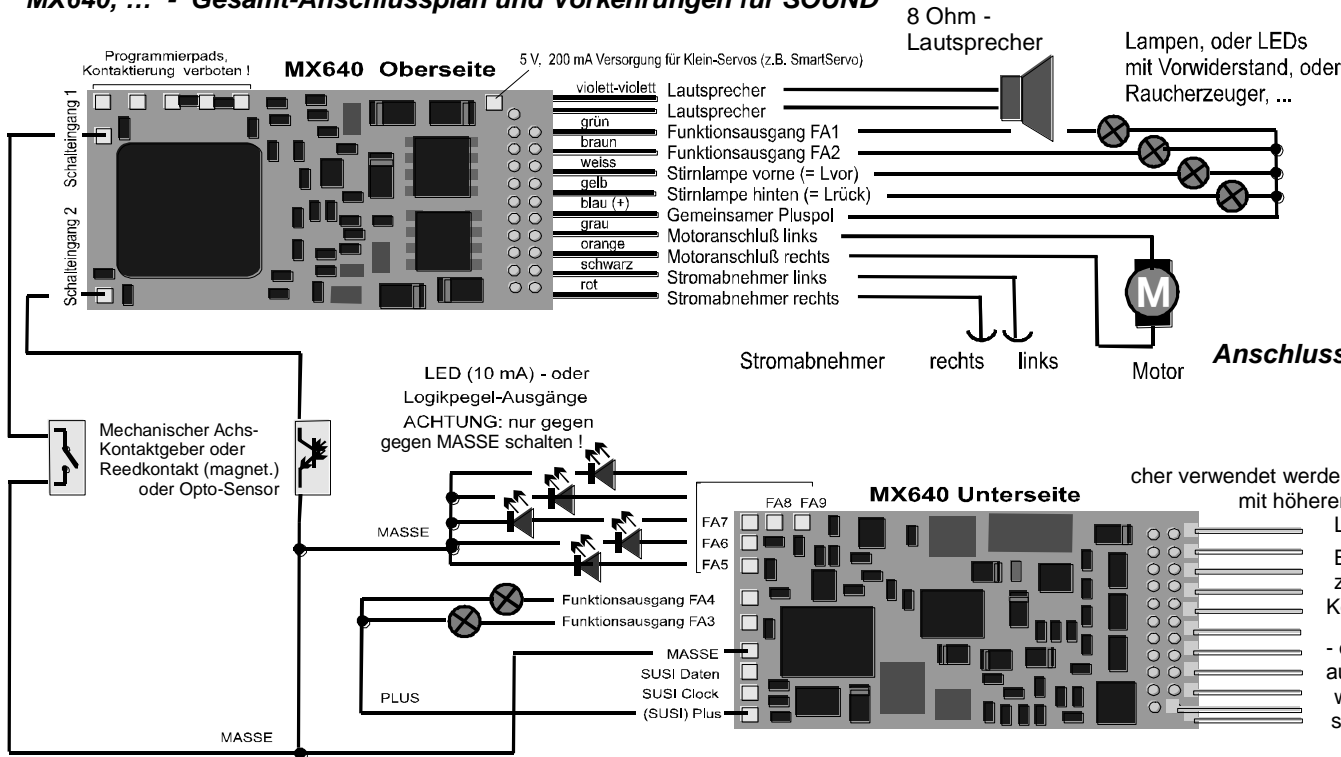 MX640, … - Gesamt-Anschlussplan und Vorkehrungen für SOUND
8 Ohm -
Lautsprecher
Lampen, oder LEDs
mit Vorwiderstand, oder
Raucherzeuger, ...
Programmierpads,
Kontaktierung verboten !
MX640 Oberseite
5 V, 200 mA Versorgung für Klein-Servos (z.B. SmartServo)
Schalteingang 1
Schalteingang 2
violett-violett Lautsprecher
Lautsprecher
grün Funktionsausgang FA1
braun Funktionsausgang FA2
weiss Stirnlampe vorne (= Lvor)
gelb Stirnlampe hinten (= Lrück)
blau (+) Gemeinsamer Pluspol
grau Motoranschluß links
orange Motoranschluß rechts
schwarz Stromabnehmer links
rot Stromabnehmer rechts
M
Stromabnehmer rechts links
Motor
Anschluss
LED (10 mA) - oder
Logikpegel-Ausgänge
ACHTUNG: nur gegen
gegen MASSE schalten !
Mechanischer Achs-
Kontaktgeber oder
Reedkontakt (magnet.)
oder Opto-Sensor
MASSE
FA8 FA9
FA7
FA6
FA5
MX640 Unterseite
cher verwendet werde
mit höherer
Funktionsausgang FA4
Funktionsausgang FA3
MASSE
SUSI Daten
SUSI Clock
(SUSI) Plus
PLUS
MASSE